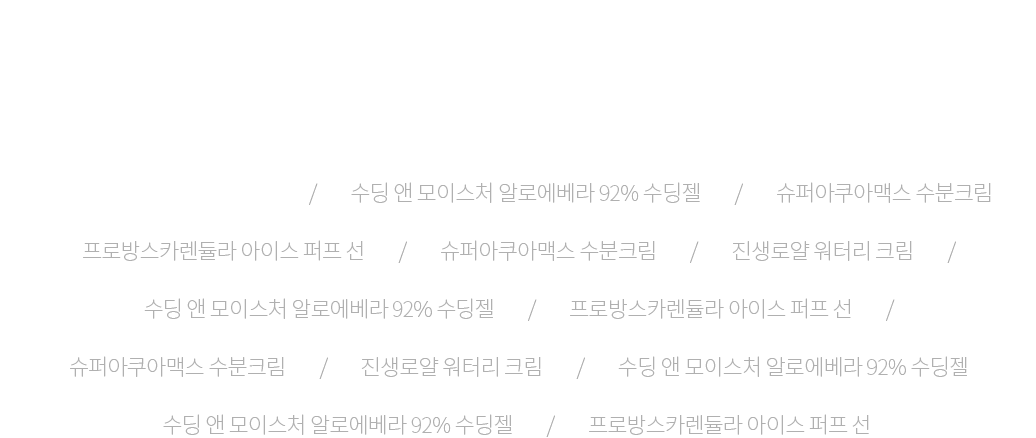 / 수딩 앤 모이스처 알로에베라 92% 수딩젤 / 슈퍼아쿠아맥스 수분크림
프로방스카렌듈라 아이스 퍼프 선 / 슈퍼아쿠아맥스 수분크림 / 진생로얄 워터리 크림 /
수딩 앤 모이스처 알로에베라 92% 수딩젤 / 프로방스카렌듈라 아이스 퍼프 선 /
슈퍼아쿠아맥스 수분크림 / 진생로얄 워터리 크림 / 수딩 앤 모이스처 알로에베라 92% 수딩젤
수딩 앤 모이스처 알로에베라 92% 수딩젤 / 프로방스카렌듈라 아이스 퍼프 선